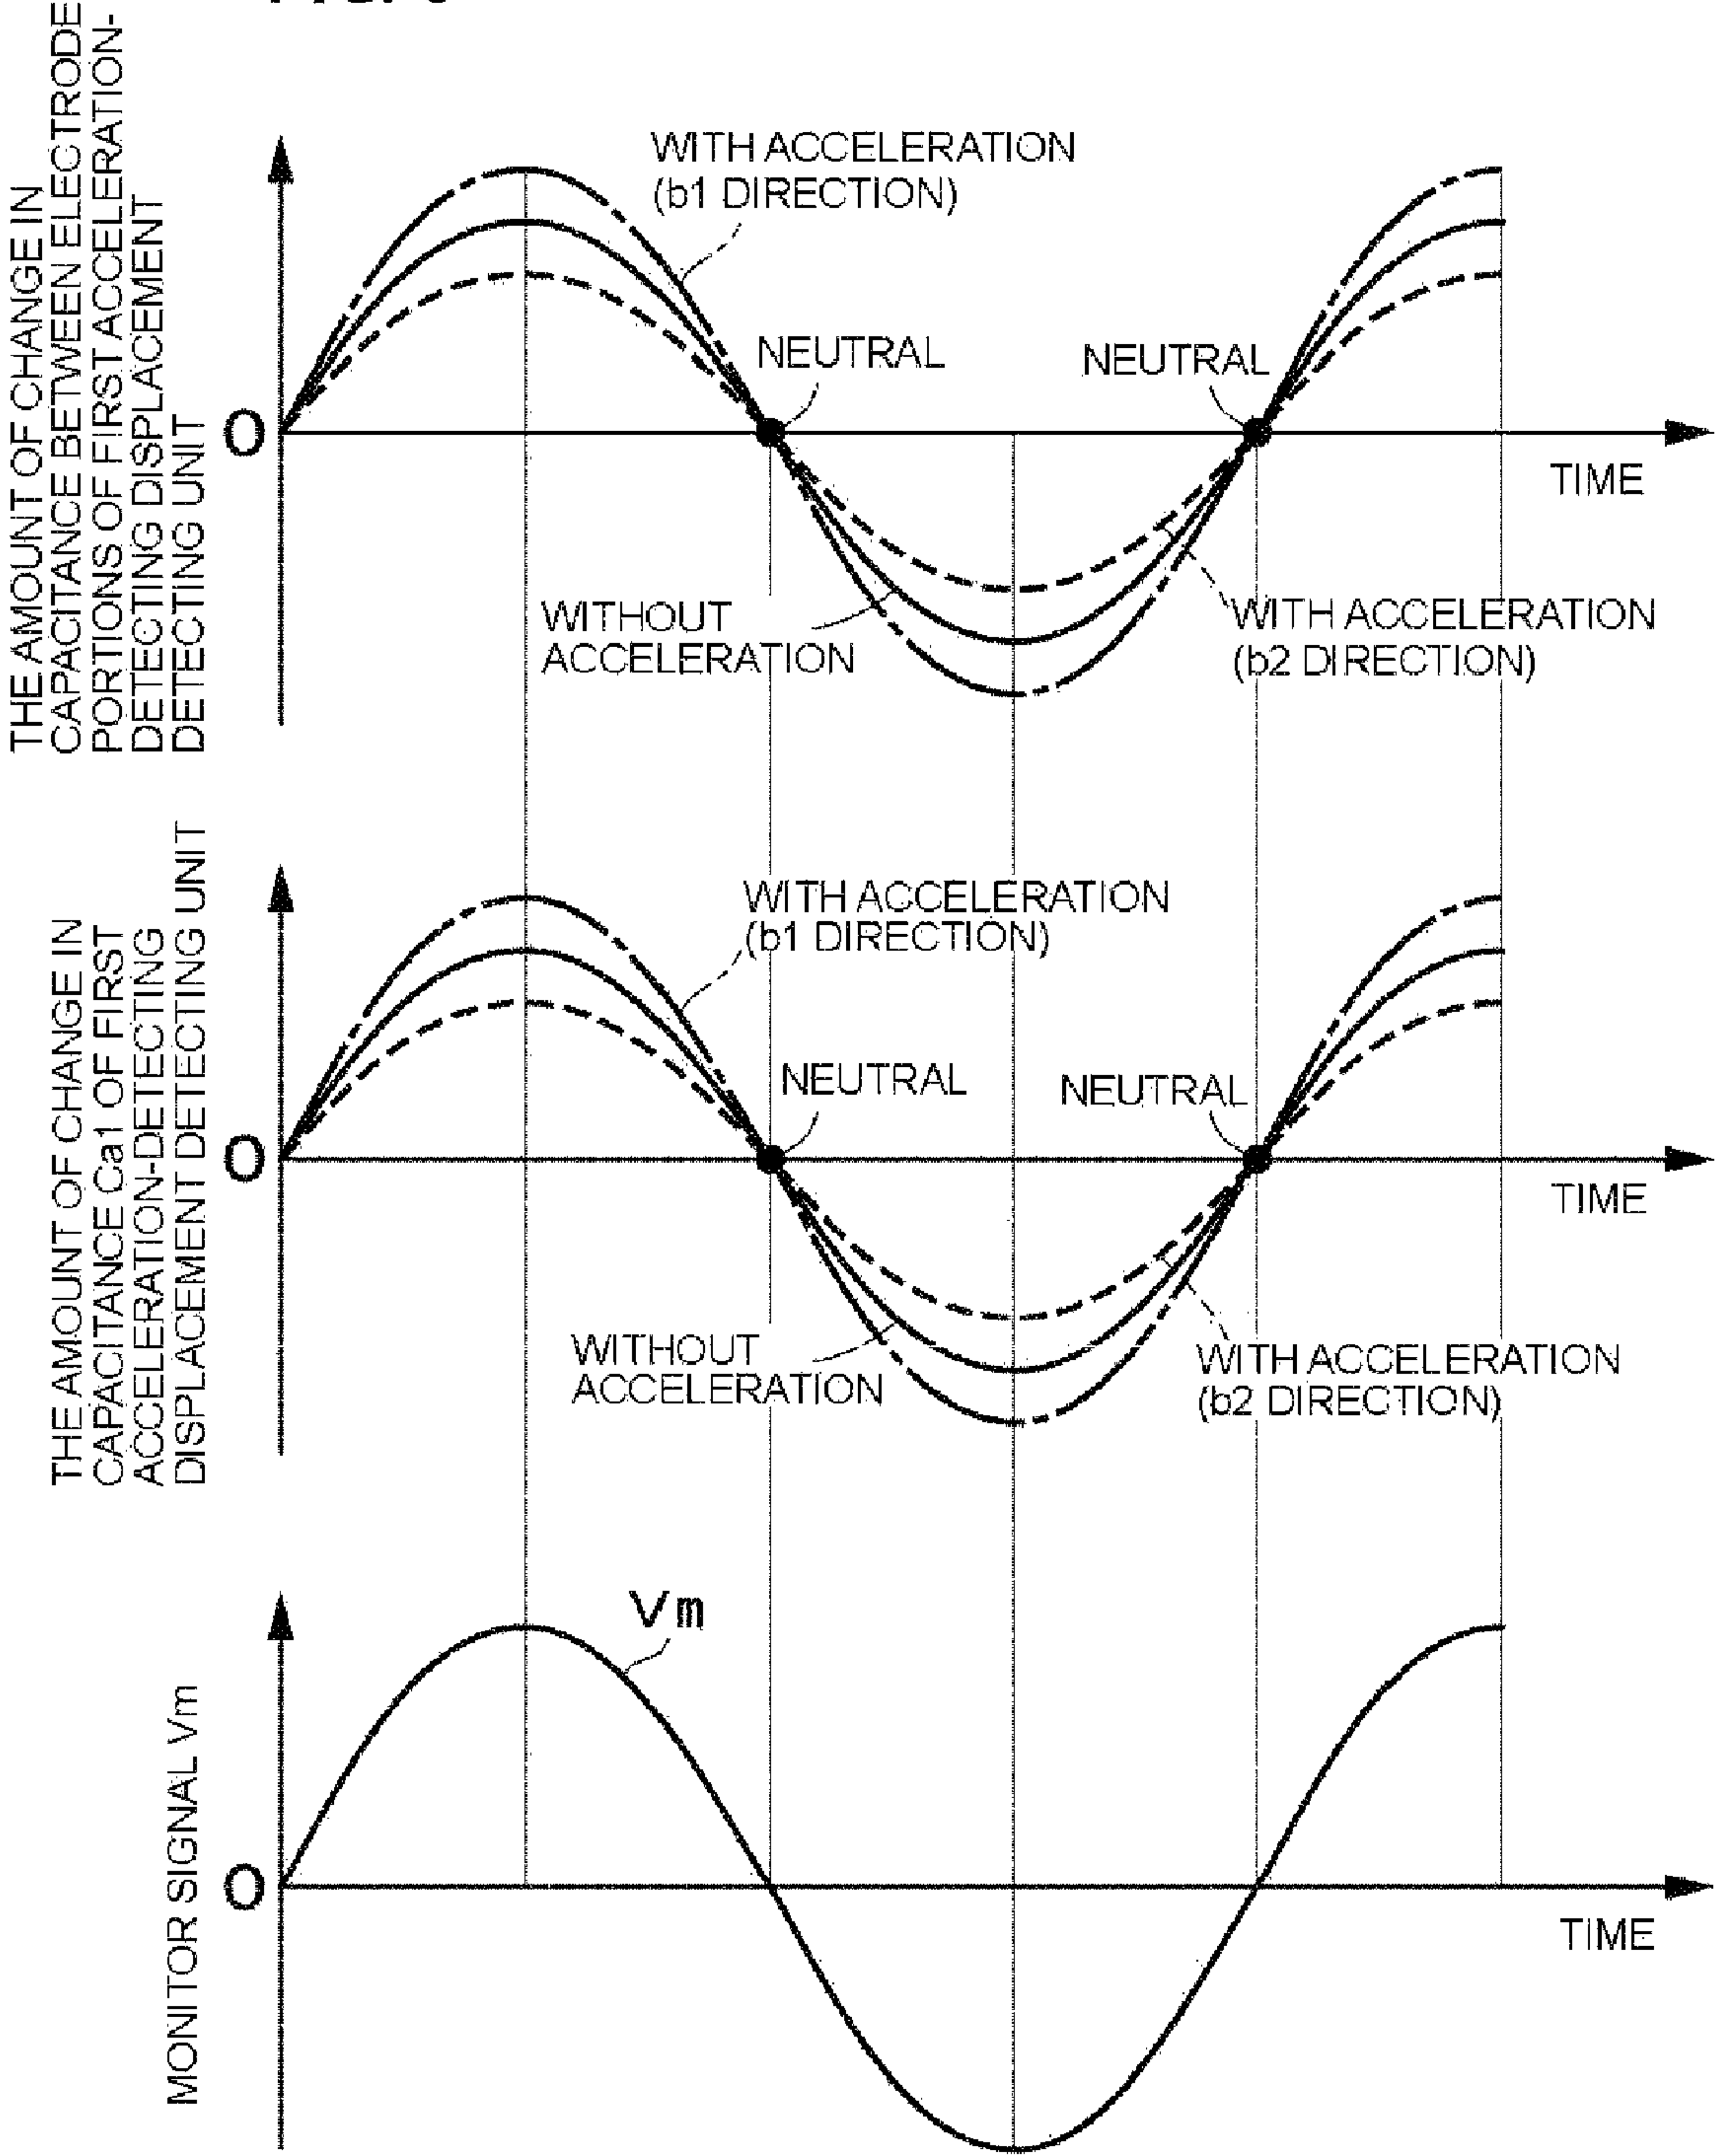 THE AMOUNT OF CHANGE IN
CAPACITANCE BETWEEN ELECTRODE
PORTIONS OF FIRST ACCELERATION-
DETECTING DISPLACEMENT
DETECTING UNIT
WITH ACCELERATION
(b1 DIRECTION)
NEUTRAL
NEUTRAL
0
TIME
WITHOUT
ACCELERATION
WITH ACCELERATION
(b2 DIRECTION)
THE AMOUNT OF CHANGE IN
CAPACITANCE Ca1 OF FIRST
ACCELERATION-DETECTING
DISPLACEMENT DETECTING UNIT
WITH ACCELERATION
(b1 DIRECTION)
NEUTRAL
NEUTRAL
0
TIME
WITHOUT
ACCELERATION
WITH ACCELERATION
(b2 DIRECTION)
MONITOR SIGNAL Vm
Vm
0
TIME